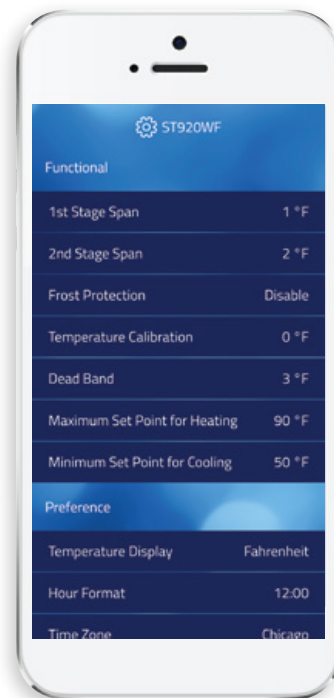 ST920WF
Functional
1st Stage Span 1 °F
2nd Stage Span 2 °F
Frost Protection Disable
Temperature Calibration 0 °F
Dead Band 3 °F
Maximum Set Point for Heating 90 °F
Minimum Set Point for Cooling 50 °F
Preference
Temperature Display Fahrenheit
Hour Format 12:00
Time Zone Chicago